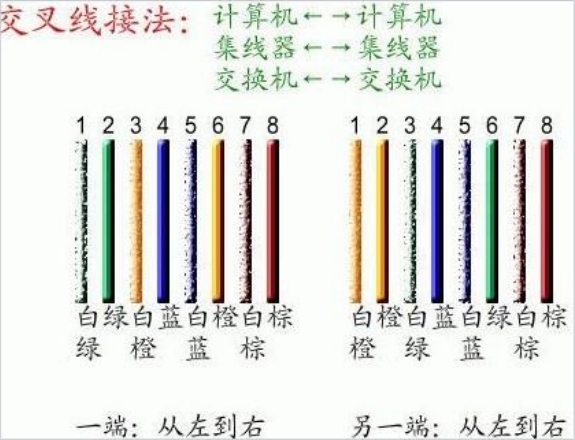 交叉线接法:
计算机←→计算机
集线器←→集线器
交换机←→交换机
1 2 3 4 5 6 7 8
1 2 3 4 5 6 7 8
白绿 绿 白橙 蓝 白蓝 橙 白棕 棕
白橙 橙 白绿 蓝 白蓝 绿 白棕 棕
一端: 从左到右
另一端: 从左到右